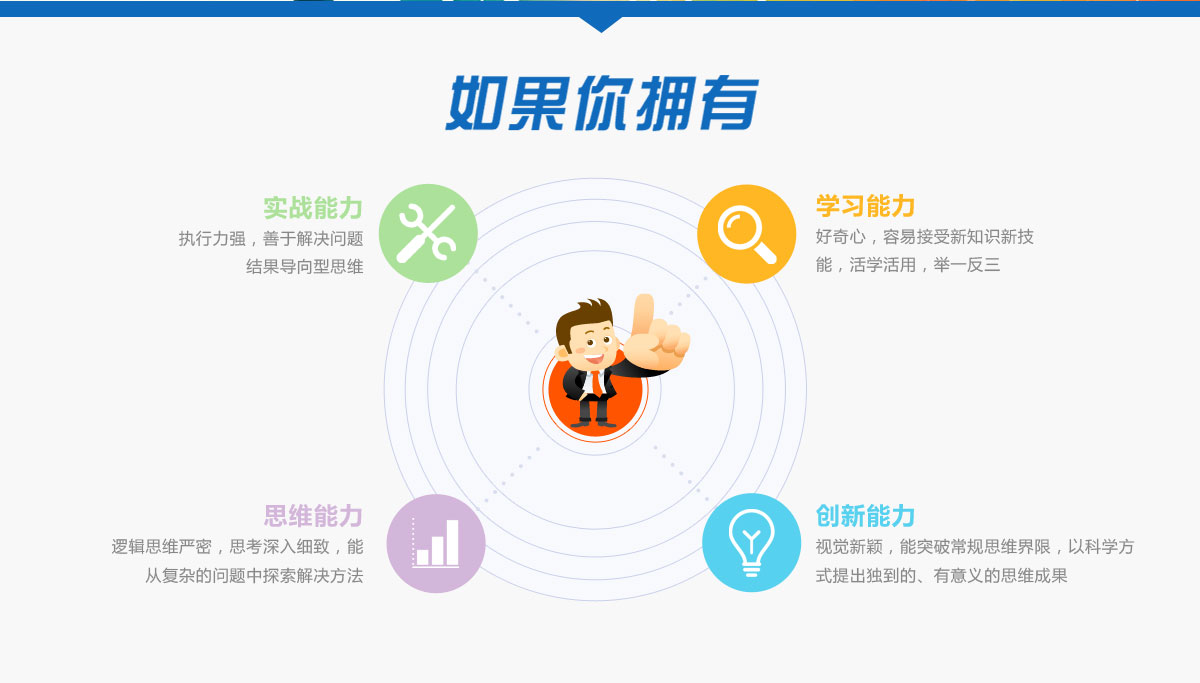 如果你拥有
实战能力
执行力强，善于解决问题
结果导向型思维
学习能力
好奇心，容易接受新知识新技
能，活学活用，举一反三
思维能力
逻辑思维严密，思考深入细致，能
从复杂的问题中探索解决方法
创新能力
视觉新颖，能突破常规思维界限，以科学方
式提出独到的、有意义的思维成果